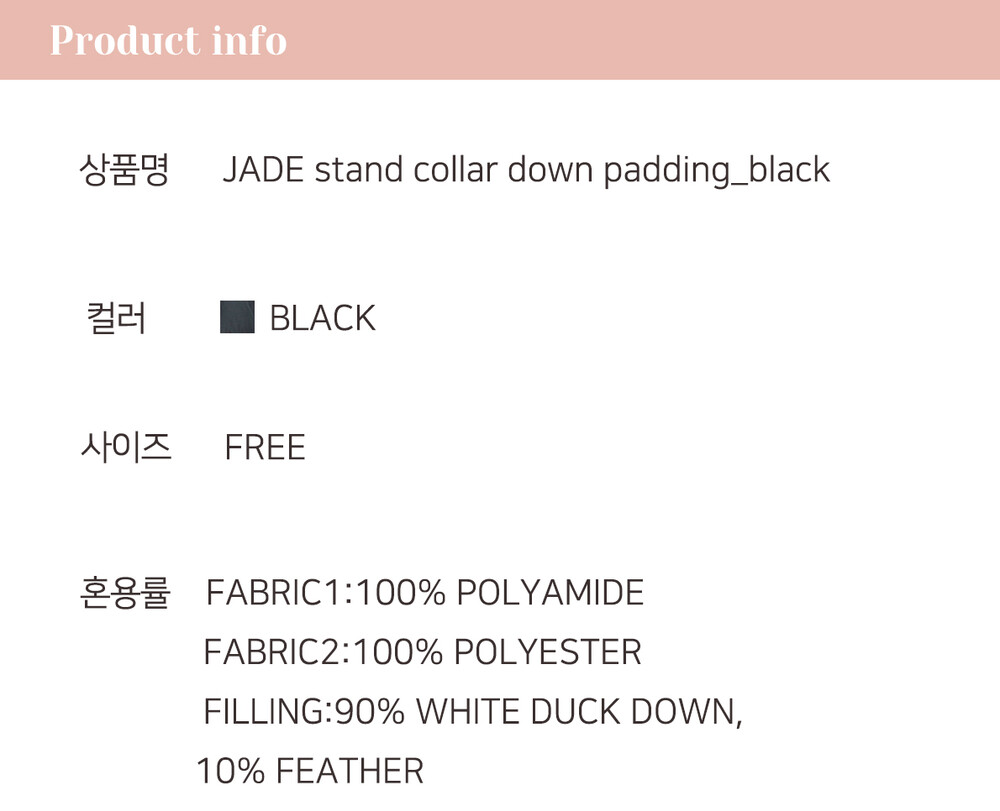 Product info
상품명 JADE stand collar down padding_black
컬러 BLACK
사이즈 FREE
혼용률 FABRIC1:100% POLYAMIDE
FABRIC2:100% POLYESTER
FILLING:90% WHITE DUCK DOWN,
10% FEATHER